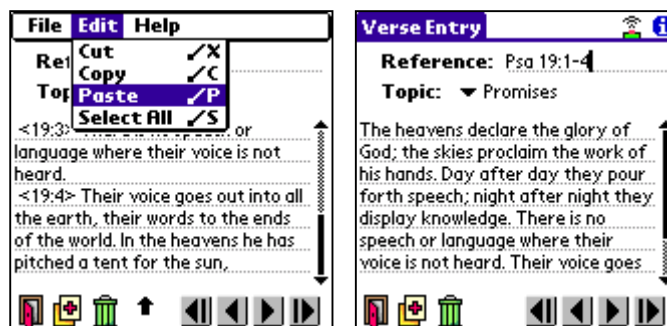 File Edit Help
Cut /X
Copy /C
Paste /P
Select All /S
Ref
Top
<19:3> or
language where their voice is not
heard.
<19:4> Their voice goes out into all
the earth, their words to the ends
of the world. In the heavens he has
pitched a tent for the sun,
Verse Entry
Reference: Psa 19:1-4
Topic: Promises
The heavens declare the glory of
God; the skies proclaim the work of
his hands. Day after day they pour
forth speech; night after night they
display knowledge. There is no
speech or language where their
voice is not heard. Their voice goes